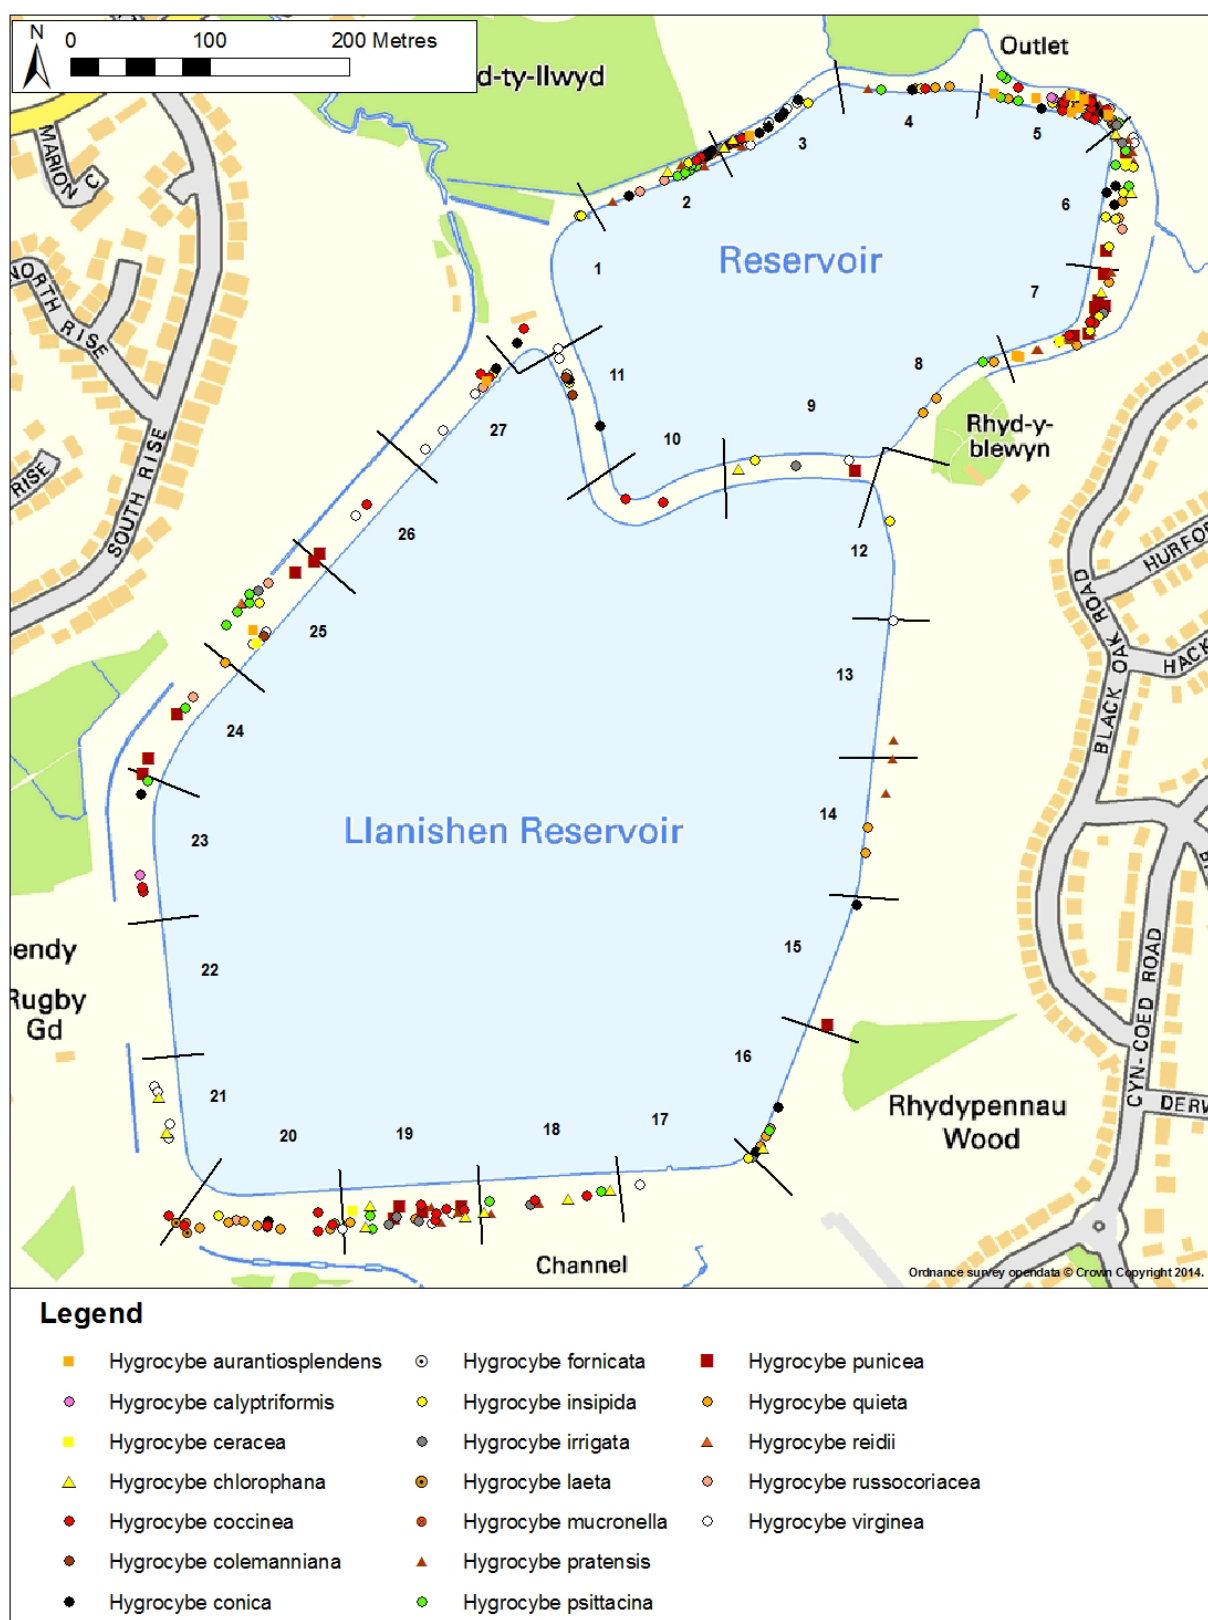 N
0 100 200 Metres
d-ty-llwyd
Outlet
MARION C
NORTH RISE
RISE
SOUTH RISE
3
4
5
2
6
1
Reservoir
7
8
11
9
10
27
Rhyd-y-
blewyn
26
12
HURFOR
BLACK OAK ROAD
HACK
25
13
24
14
Llanishen Reservoir
23
15
endy
22
Rugby
Gd
16
CYN-COED ROAD
DERW
21
Rhydypennau
Wood
20
19
18
17
Channel
Ordnance survey opendata © Crown Copyright 2014.
Legend
Hygrocybe aurantiosplendens
Hygrocybe calyptriformis
Hygrocybe ceracea
Hygrocybe chlorophana
Hygrocybe coccinea
Hygrocybe colemanniana
Hygrocybe conica
Hygrocybe fornicata
Hygrocybe insipida
Hygrocybe irrigata
Hygrocybe laeta
Hygrocybe mucronella
Hygrocybe pratensis
Hygrocybe psittacina
Hygrocybe punicea
Hygrocybe quieta
Hygrocybe reidii
Hygrocybe russocoriacea
Hygrocybe virginea